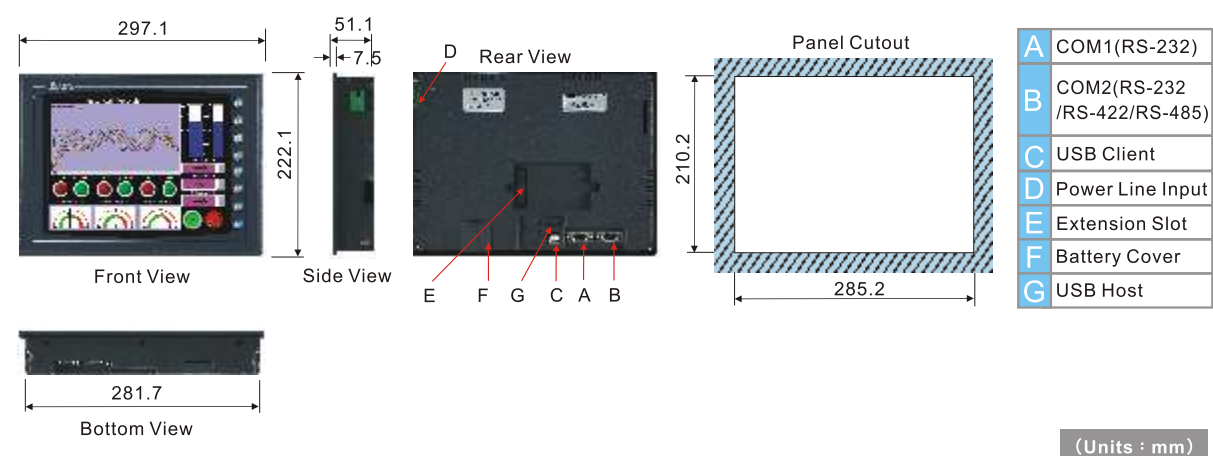 297.1
222.1
Front View
51.1
7.5
Side View
Rear View
D
E
F
G
C
A
B
Panel Cutout
210.2
285.2
A COM1(RS-232)
B COM2(RS-232
/RS-422/RS-485)
C USB Client
D Power Line Input
E Extension Slot
F Battery Cover
G USB Host
281.7
Bottom View
(Units : mm)